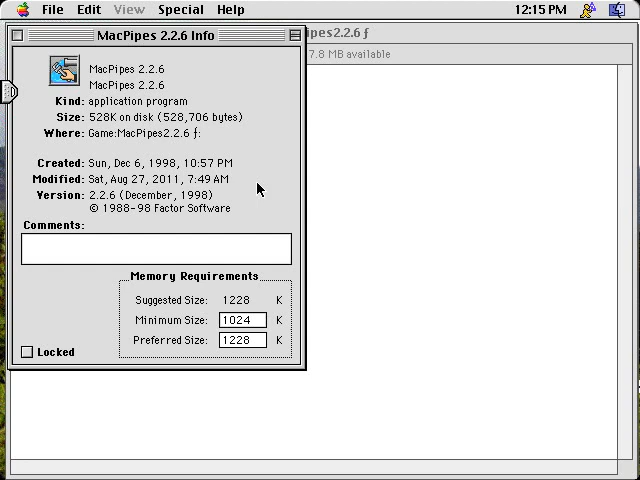 File Edit View Special Help 12:15 PM
MacPipes 2.2.6 Info
ipes2.2.6 ƒ
7.8 MB available
MacPipes 2.2.6
MacPipes 2.2.6
Kind: application program
Size: 528K on disk (528,706 bytes)
Where: Game:MacPipes2.2.6 ƒ:
Created: Sun, Dec 6, 1998, 10:57 PM
Modified: Sat, Aug 27, 2011, 7:49 AM
Version: 2.2.6 (December, 1998)
© 1988-98 Factor Software
Comments:
Memory Requirements
Suggested Size: 1228 K
Minimum Size: 1024 K
Preferred Size: 1228 K
Locked